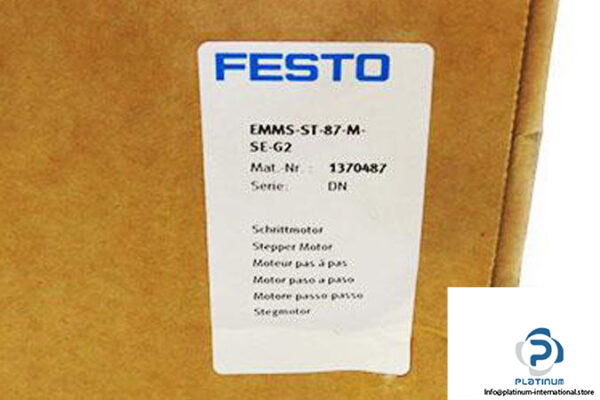 FESTO
EMMS-ST-87-M-
SE-G2
Mat.-Nr. : 1370487
Serie: DN
Schrittmotor
Stepper Motor
Moteur pas à pas
Motor paso a paso
Motore passo passo
Stegmotor
PLATINUM
Info@platinum-international.store